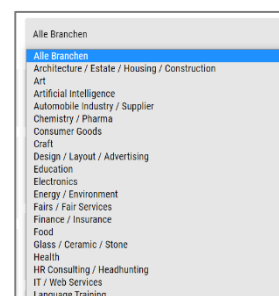 Alle Branchen
Alle Branchen
Architecture / Estate / Housing / Construction
Art
Artificial Intelligence
Automobile Industry / Supplier
Chemistry / Pharma
Consumer Goods
Craft
Design / Layout / Advertising
Education
Electronics
Energy / Environment
Fairs / Fair Services
Finance / Insurance
Food
Glass / Ceramic / Stone
Health
HR Consulting / Headhunting
IT / Web Services
Language Training